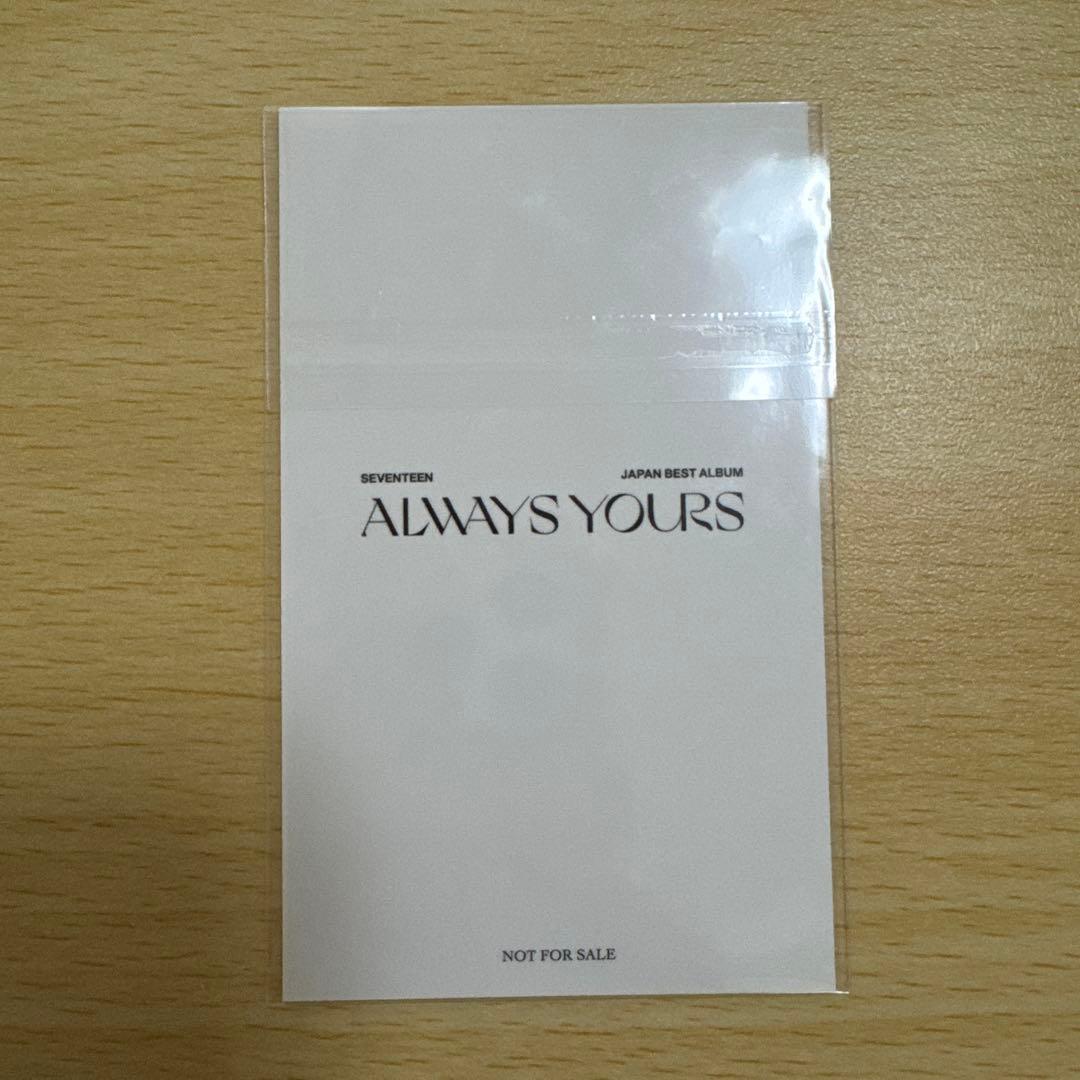 SEVENTEEN JAPAN BEST ALBUM
ALWAYS YOURS
NOT FOR SALE